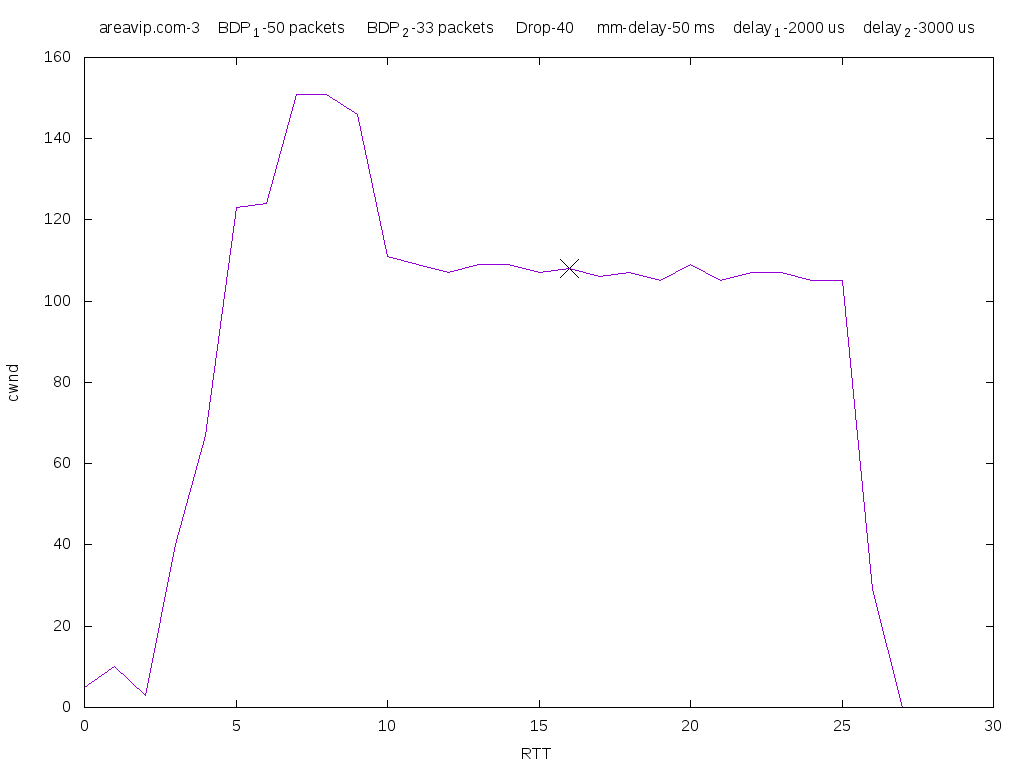 areavip.com-3 BDP1-50 packets BDP2-33 packets Drop-40 mm-delay-50 ms delay1-2000 us delay2-3000 us
160
140
120
100
80
60
40
20
0
cwnd
0 5 10 15 20 25 30
RTT